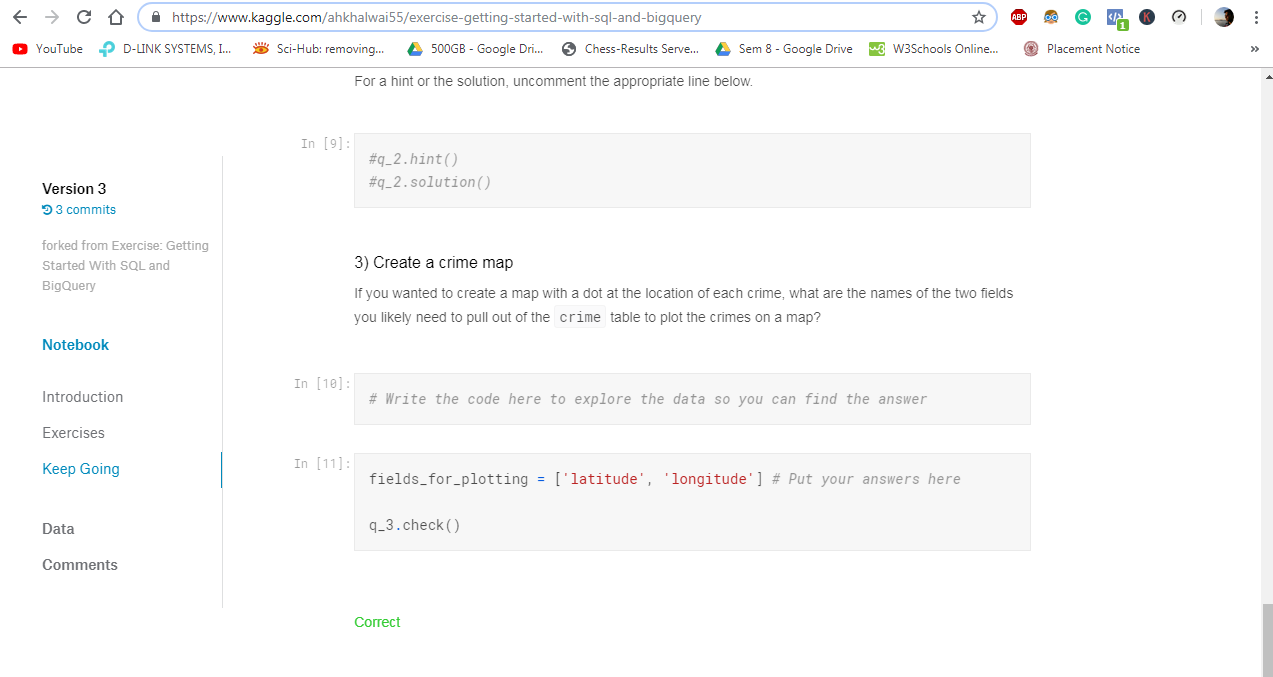 https://www.kaggle.com/ahkhalwai55/exercise-getting-started-with-sql-and-bigquery
ABP
1
K
YouTube
D-LINK SYSTEMS, I...
Sci-Hub: removing...
500GB - Google Dri...
Chess-Results Serve...
Sem 8 - Google Drive
W3Schools Online...
Placement Notice
»
For a hint or the solution, uncomment the appropriate line below.
In [9]:
#q_2.hint()
#q_2.solution()
Version 3
3 commits
forked from Exercise: Getting
Started With SQL and
BigQuery
Notebook
Introduction
Exercises
Keep Going
Data
Comments
3) Create a crime map
If you wanted to create a map with a dot at the location of each crime, what are the names of the two fields
you likely need to pull out of the crime table to plot the crimes on a map?
In [10]:
# Write the code here to explore the data so you can find the answer
In [11]:
fields_for_plotting = ['latitude', 'longitude'] # Put your answers here
q_3.check()
Correct